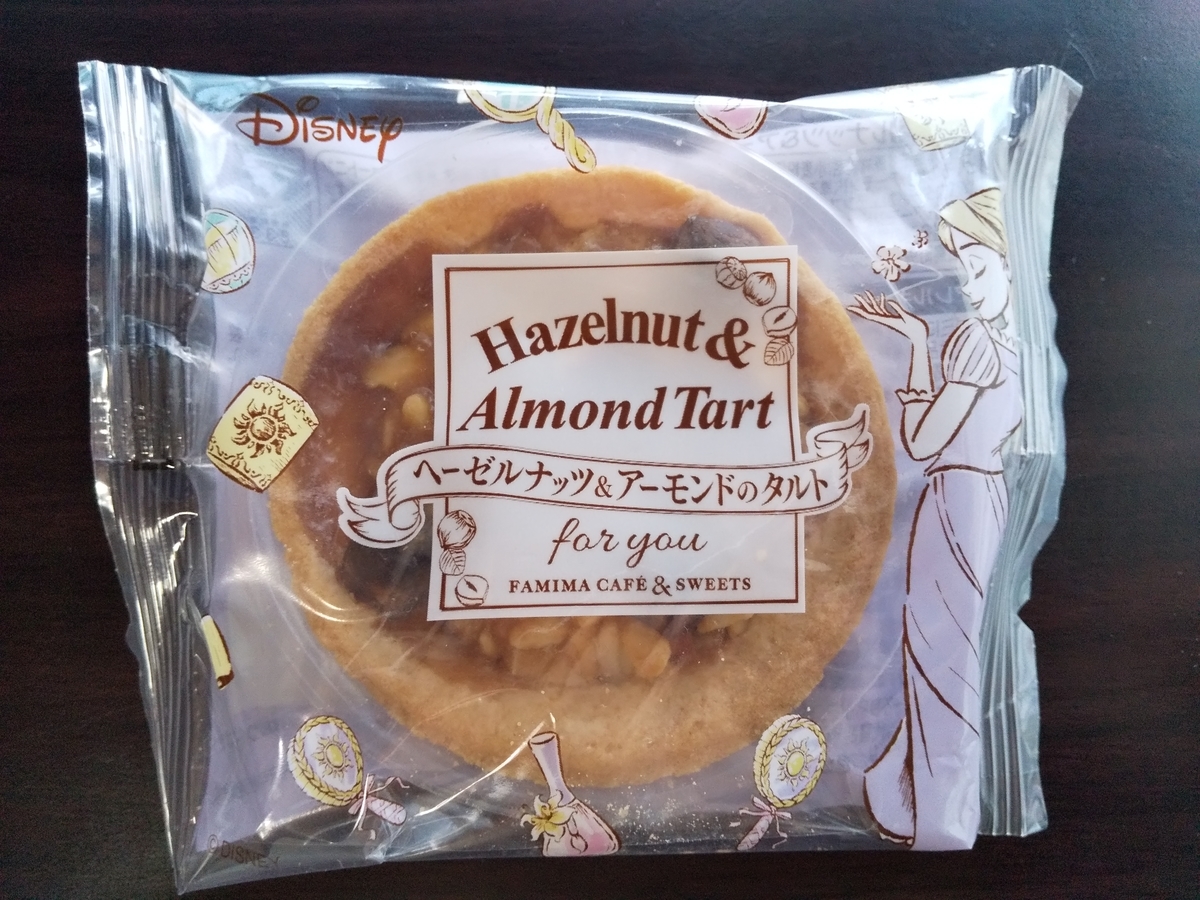 Disney
Hazelnut &
Almond Tart
ヘーゼルナッツ&アーモンドのタルト
for you
FAMIMA CAFÉ & SWEETS
©DISNEY